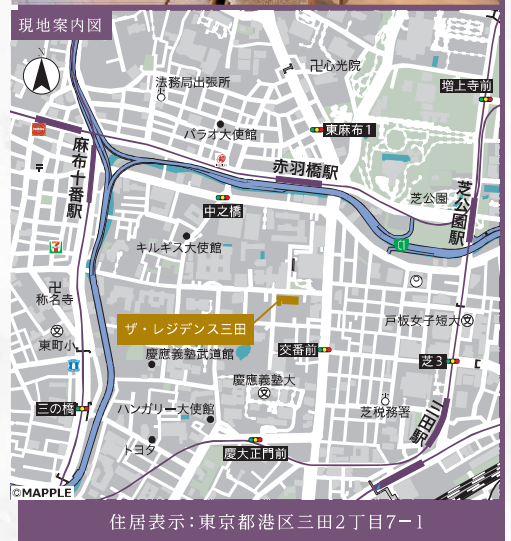 現地案内図
N
卍心光院
法務局出張所
増上寺前
東麻布1
パラオ大使館
麻布十番駅
赤羽橋駅
芝公園
芝公園駅
中之橋
キルギス大使館
C1
卍
称名寺
ザ・レジデンス三田
戸板女子短大
東町小
慶應義塾武道館
交番前
芝3
慶應義塾大
三の橋
ハンガリー大使館
芝税務署
三田駅
トヨタ
慶大正門前
©MAPPLE
住居表示:東京都港区三田2丁目7−1